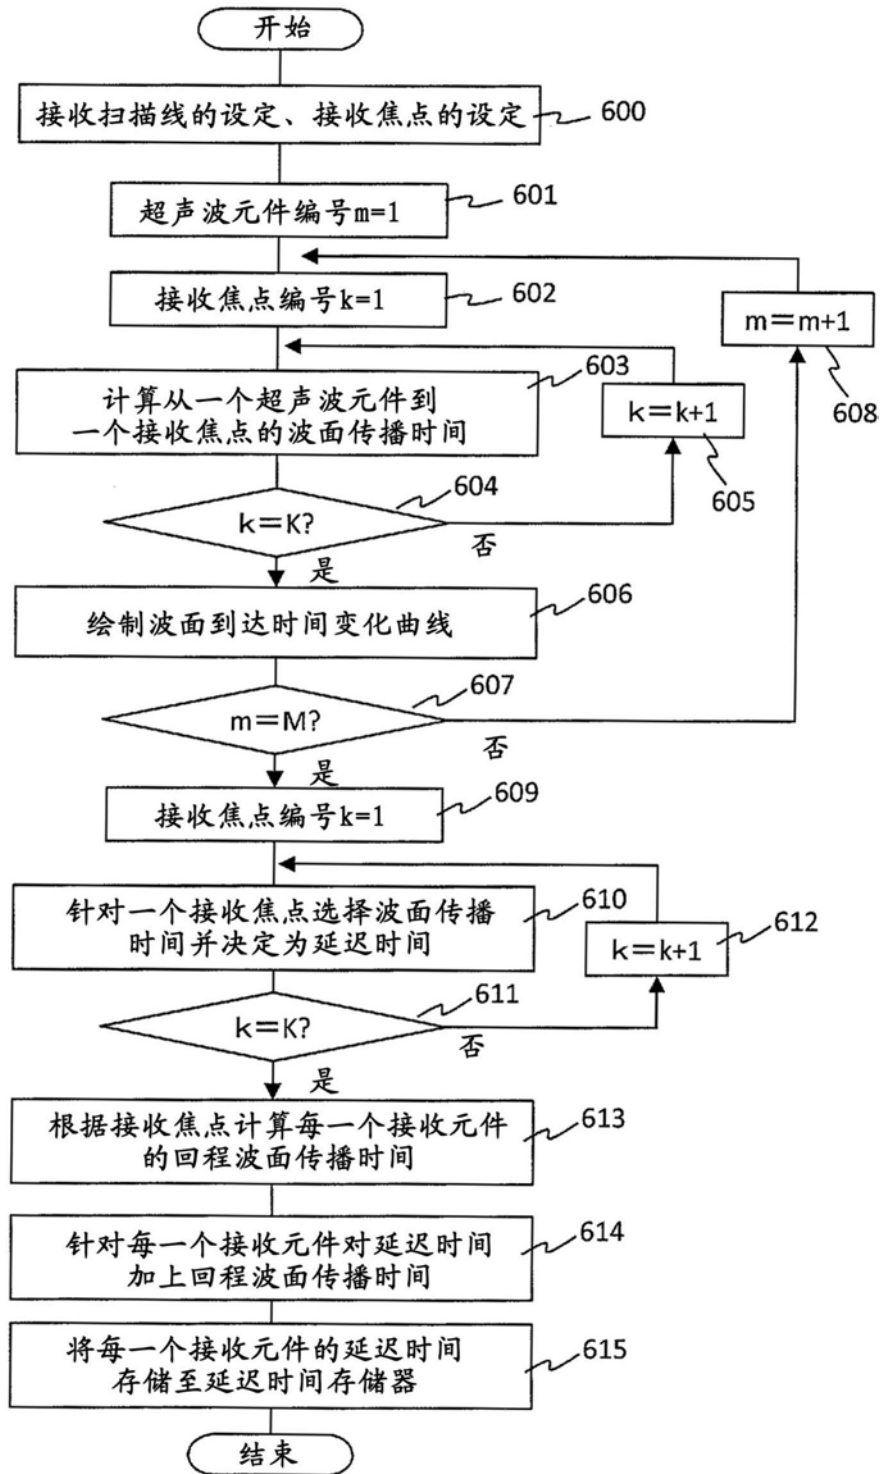 开始
接收扫描线的设定、接收焦点的设定
600
超声波元件编号m=1
601
接收焦点编号k=1
602
m=m+1
608
计算从一个超声波元件到
一个接收焦点的波面传播时间
603
k=k+1
605
k=K?
604
否
是
绘制波面到达时间变化曲线
606
m=M?
607
否
是
接收焦点编号k=1
609
针对一个接收焦点选择波面传播
时间并决定为延迟时间
610
k=k+1
612
k=K?
611
否
是
根据接收焦点计算每一个接收元件
的回程波面传播时间
613
针对每一个接收元件对延迟时间
加上回程波面传播时间
614
将每一个接收元件的延迟时间
存储至延迟时间存储器
615
结束